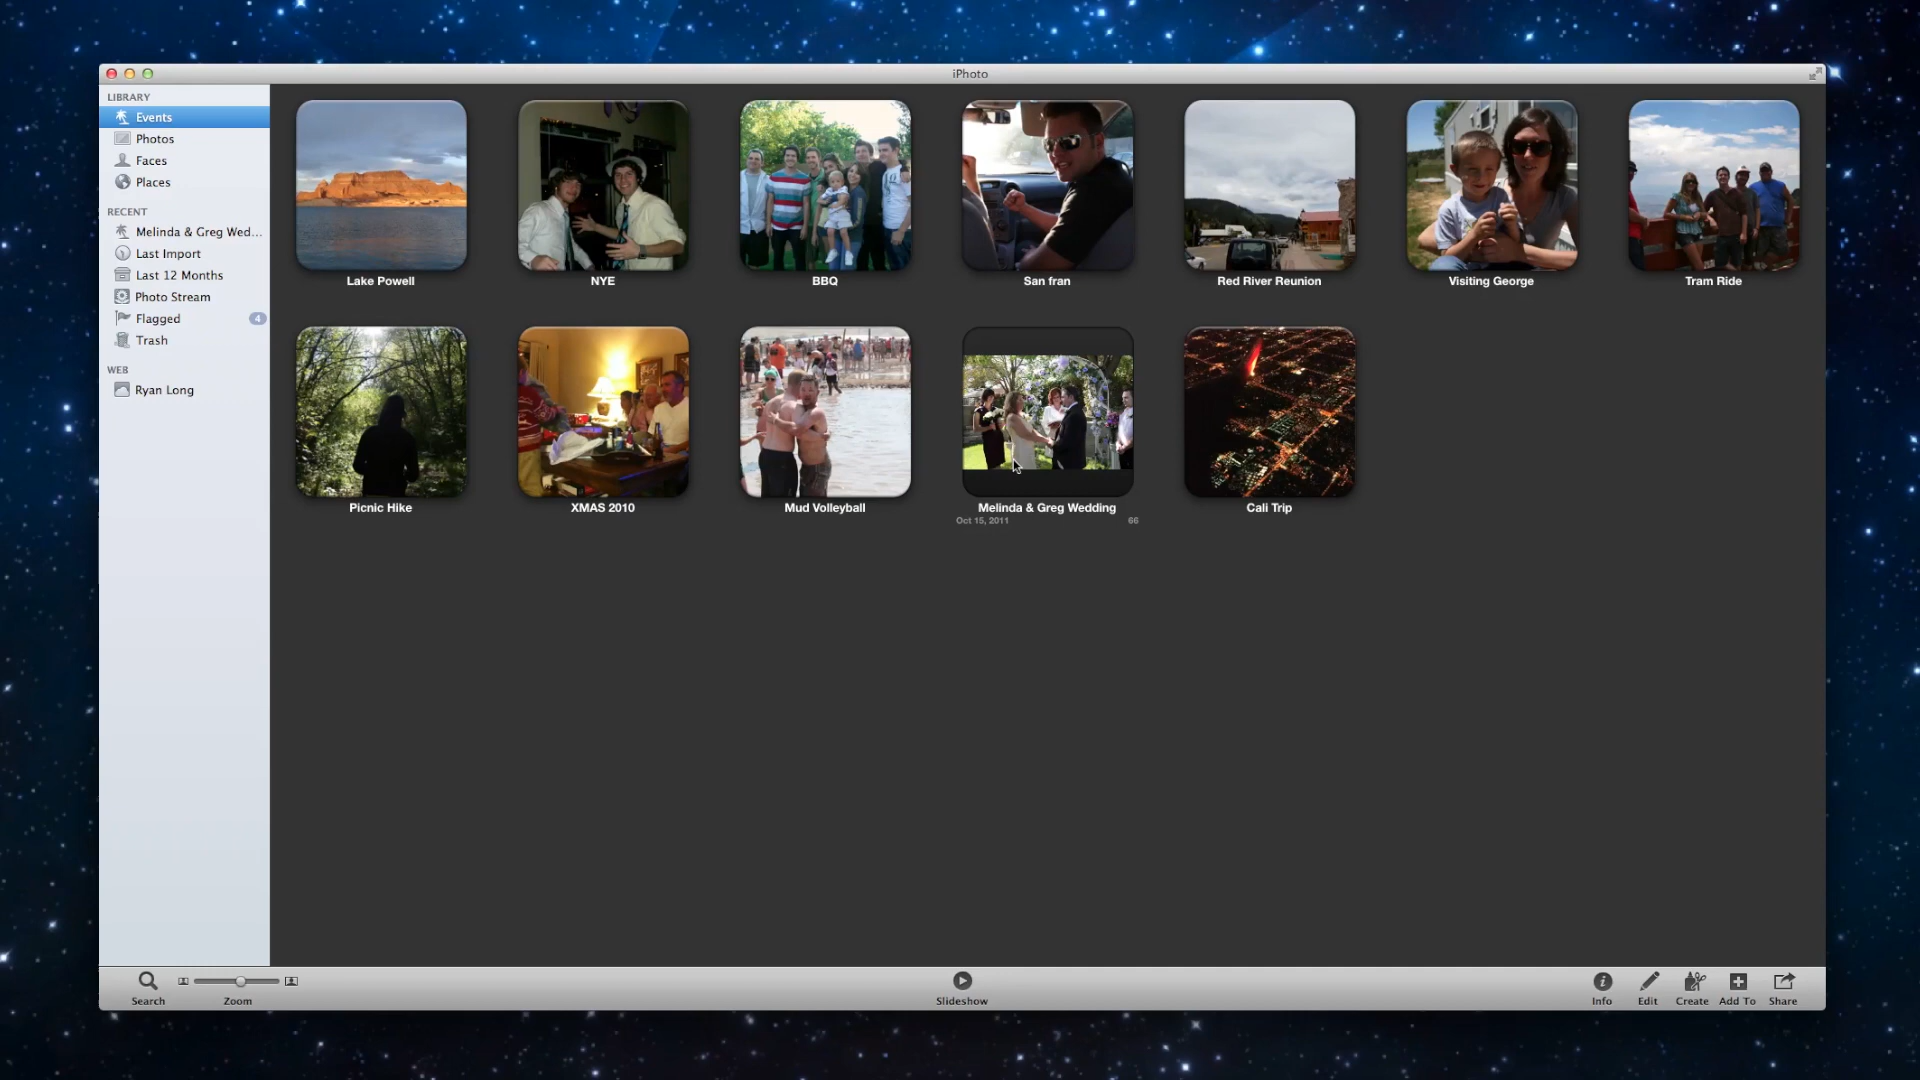 iPhoto
LIBRARY
Events
Photos
Faces
Places
RECENT
Melinda & Greg Wed...
Last Import
Last 12 Months
Photo Stream
Flagged 4
Trash
WEB
Ryan Long
Lake Powell
NYE
BBQ
San fran
Red River Reunion
Visiting George
Tram Ride
Picnic Hike
XMAS 2010
Mud Volleyball
Melinda & Greg Wedding
Oct 15, 2011 66
Cali Trip
Search
Zoom
Slideshow
Info
Edit
Create
Add To
Share